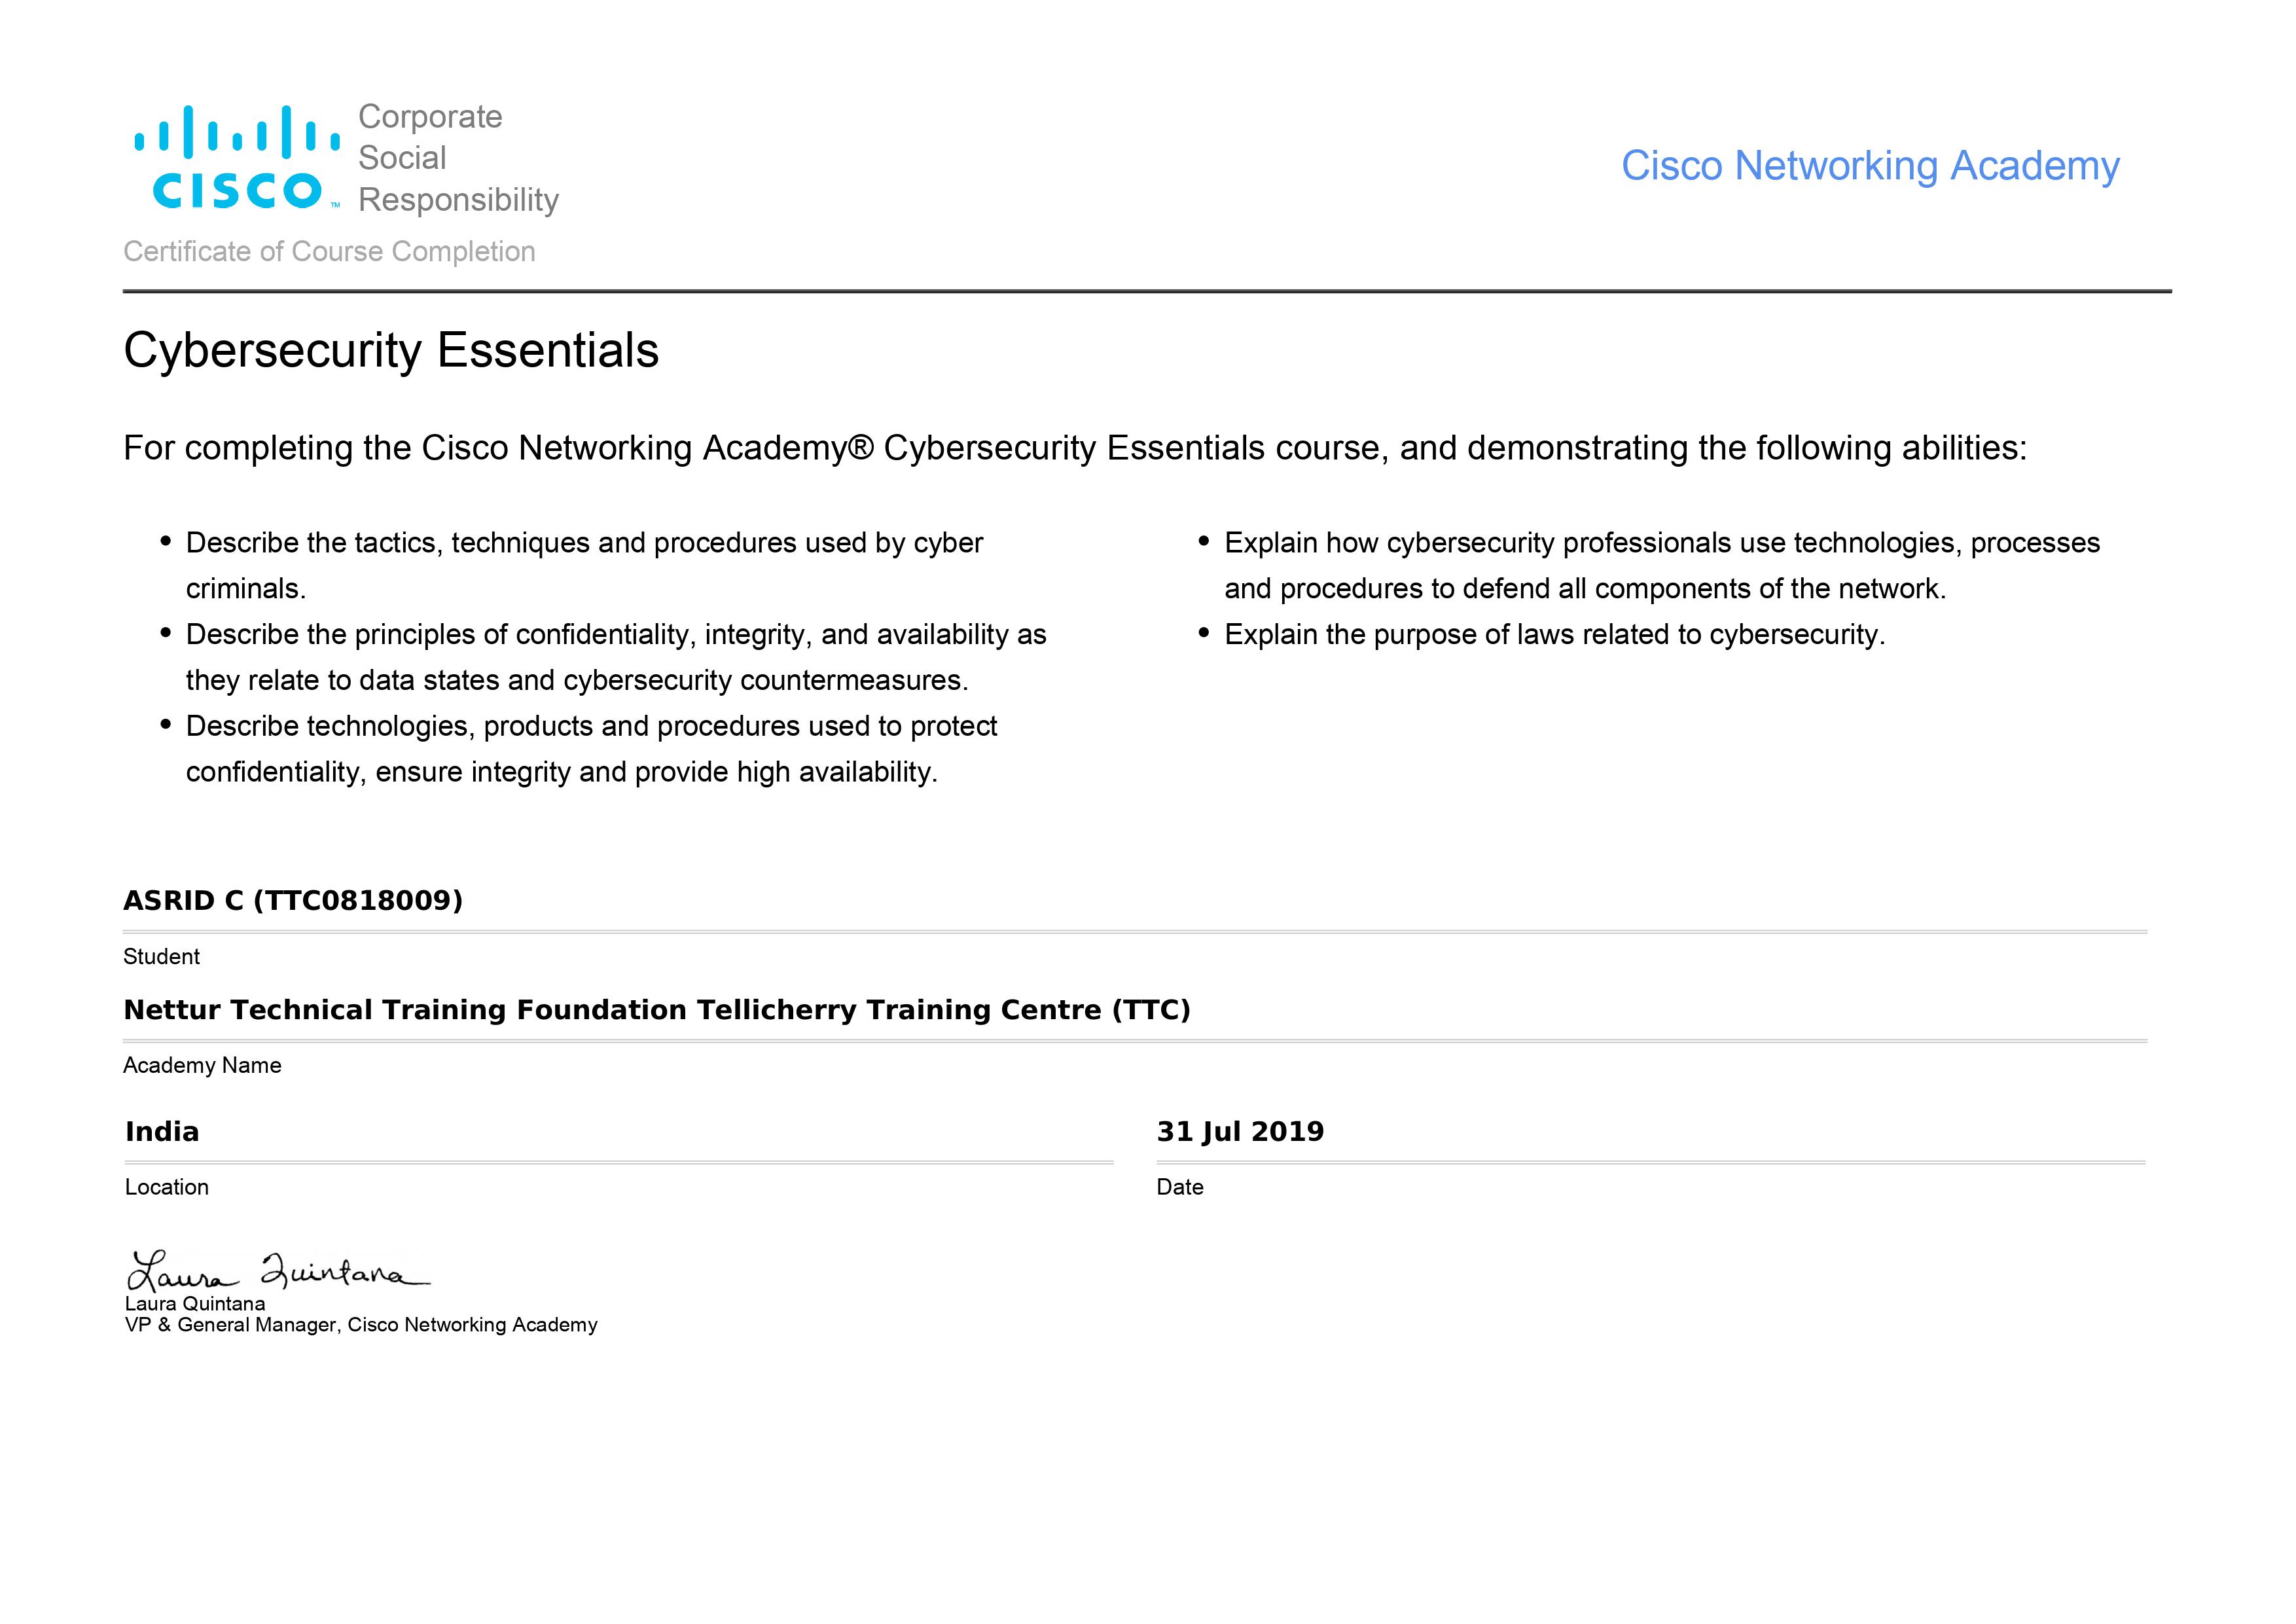 Corporate
Social
Responsibility
CISCO™
Cisco Networking Academy
Certificate of Course Completion
Cybersecurity Essentials
For completing the Cisco Networking Academy® Cybersecurity Essentials course, and demonstrating the following abilities:
• Describe the tactics, techniques and procedures used by cyber
criminals.
• Describe the principles of confidentiality, integrity, and availability as
they relate to data states and cybersecurity countermeasures.
• Describe technologies, products and procedures used to protect
confidentiality, ensure integrity and provide high availability.
• Explain how cybersecurity professionals use technologies, processes
and procedures to defend all components of the network.
• Explain the purpose of laws related to cybersecurity.
ASRID C (TTC0818009)
Student
Nettur Technical Training Foundation Tellicherry Training Centre (TTC)
Academy Name
India
Location
31 Jul 2019
Date
Laura Quintana
Laura Quintana
VP & General Manager, Cisco Networking Academy